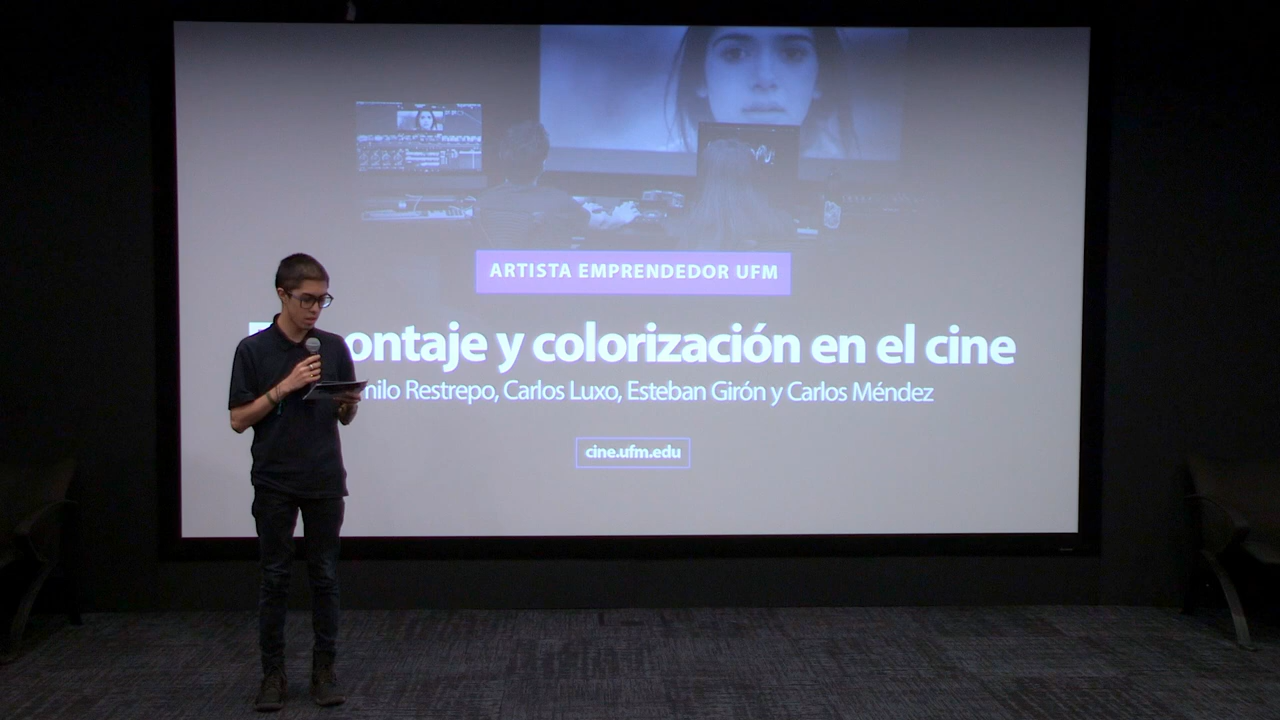 ARTISTA EMPRENDEDOR UFM
y colorización en el cine
Restrepo, Carlos Luxo, Esteban Girón y Carlos Méndez
cine.ufm.edu